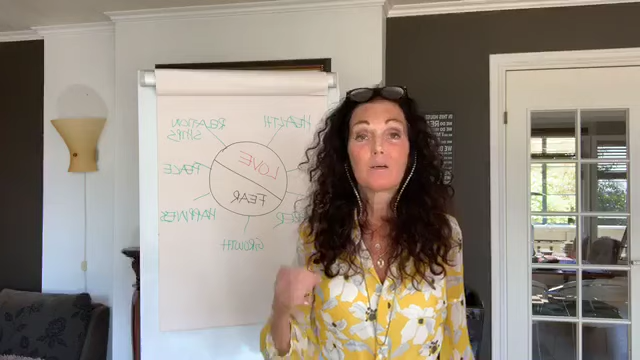 RELATION
SHIPS
HEALTH
LOVE
PEACE
FEAR
HAPPINESS
GROWTH